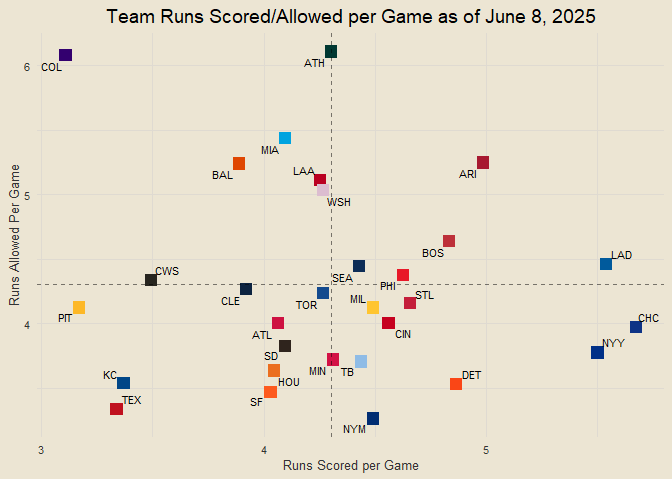 Team Runs Scored/Allowed per Game as of June 8, 2025
Runs Allowed Per Game
6
5
4
COL
ATH
MIA
BAL
LAA
ARI
WSH
BOS
LAD
SEA
CWS
PHI
CLE
TOR
MIL
STL
PIT
ATL
CIN
CHC
SD
NYY
MIN
TB
HOU
KC
DET
SF
TEX
NYM
3
4
5
Runs Scored per Game